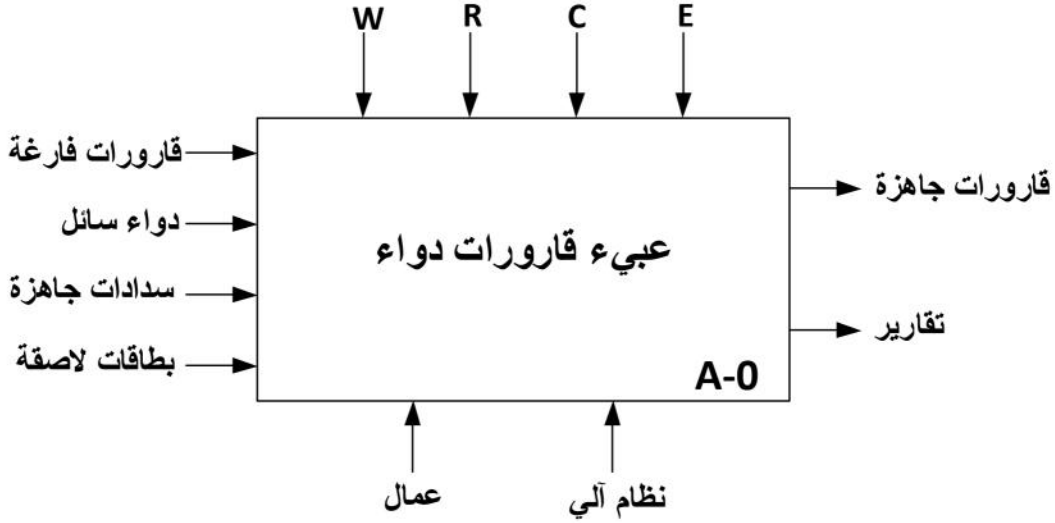 W R C E
قارورات فارغة
دواء سائل
سدادات جاهزة
بطاقات لاصقة
عبيء قارورات دواء
A-0
قارورات جاهزة
تقارير
عمال
نظام آلي